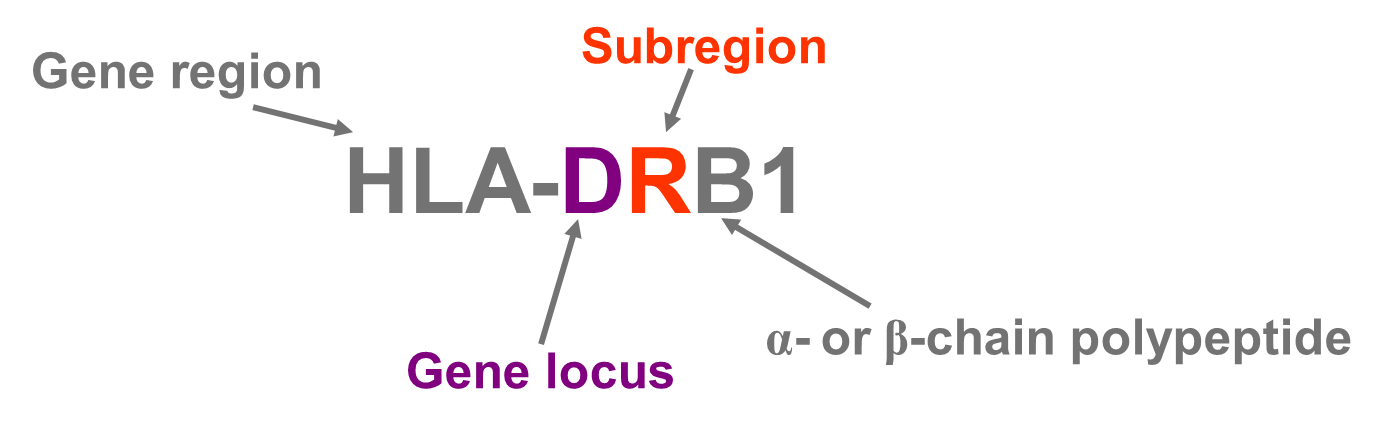 Subregion
Gene region
HLA-DRB1
α- or β-chain polypeptide
Gene locus